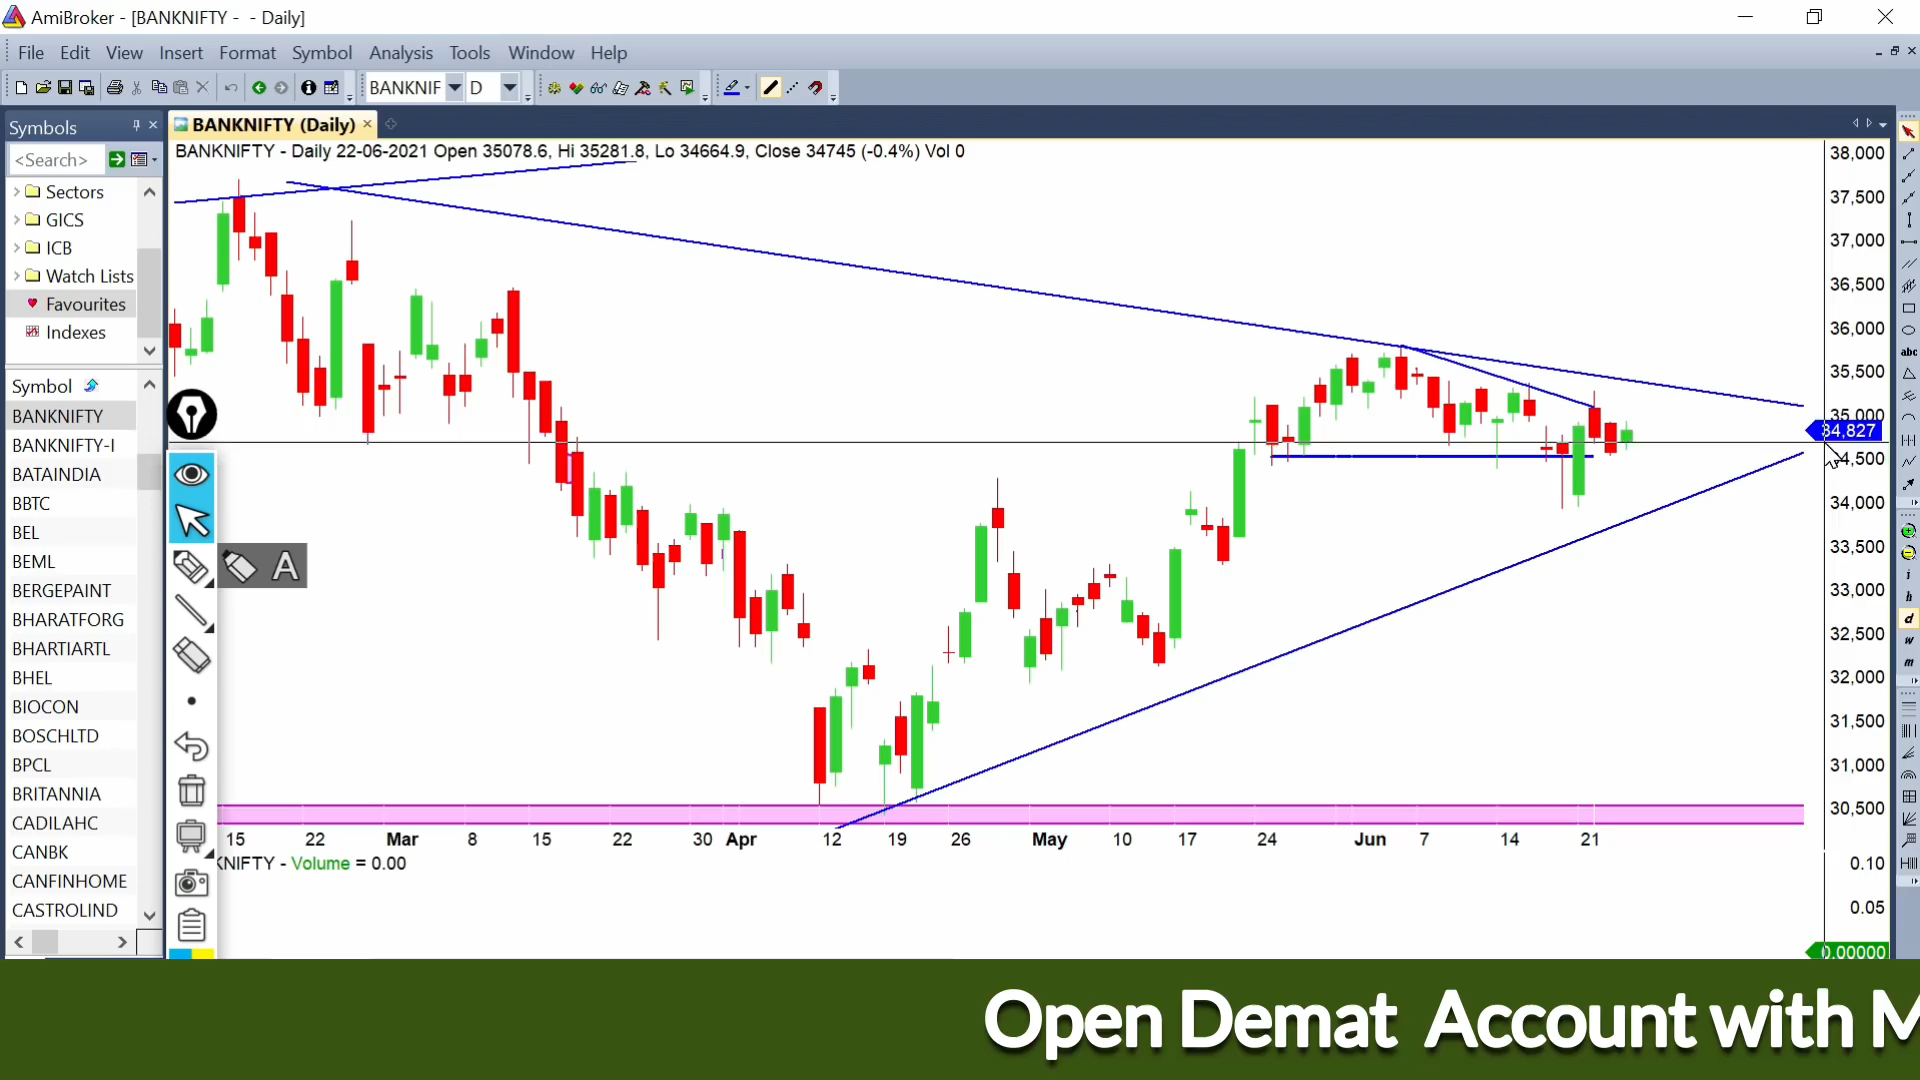 AmiBroker - [BANKNIFTY - - Daily]
File Edit View Insert Format Symbol Analysis Tools Window Help
BANKNIF D
Symbols
BANKNIFTY (Daily)
<Search>
BANKNIFTY - Daily 22-06-2021 Open 35078.6, Hi 35281.8, Lo 34664.9, Close 34745 (-0.4%) Vol 0
Sectors
GICS
ICB
Watch Lists
Favourites
Indexes
Symbol
BANKNIFTY
BANKNIFTY-I
BATAINDIA
BBTC
BEL
BEML
BERGEPAINT
BHARATFORG
BHARTIARTL
BHEL
BIOCON
BOSCHLTD
BPCL
BRITANNIA
CADILAHC
CANBK
CANFINHOME
CASTROLIND
A
38,000
37,500
37,000
36,500
36,000
35,500
35,000
34,827
34,500
34,000
33,500
33,000
32,500
32,000
31,500
31,000
30,500
15 22 Mar 8 15 22 30 Apr 12 19 26 May 10 17 24 Jun 7 14 21
KNIFTY - Volume = 0.00
0.10
0.05
0.00000
abc
i
h
d
w
m
Open Demat Account with M